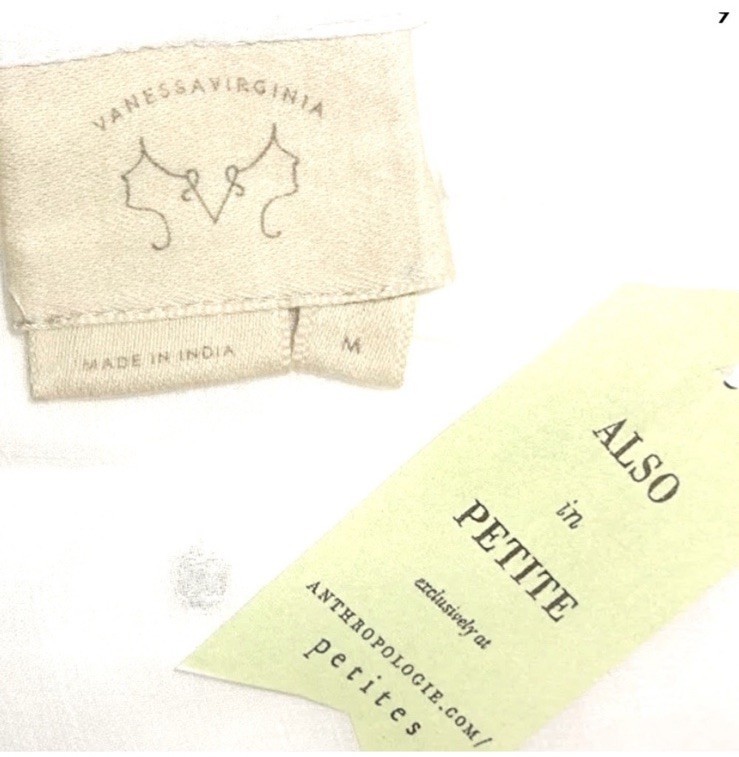 7
VANESSAVIRGINIA
MADE IN INDIA
M
ALSO
in
PETITE
exclusively at
ANTHROPOLOGIE.COM/
petites